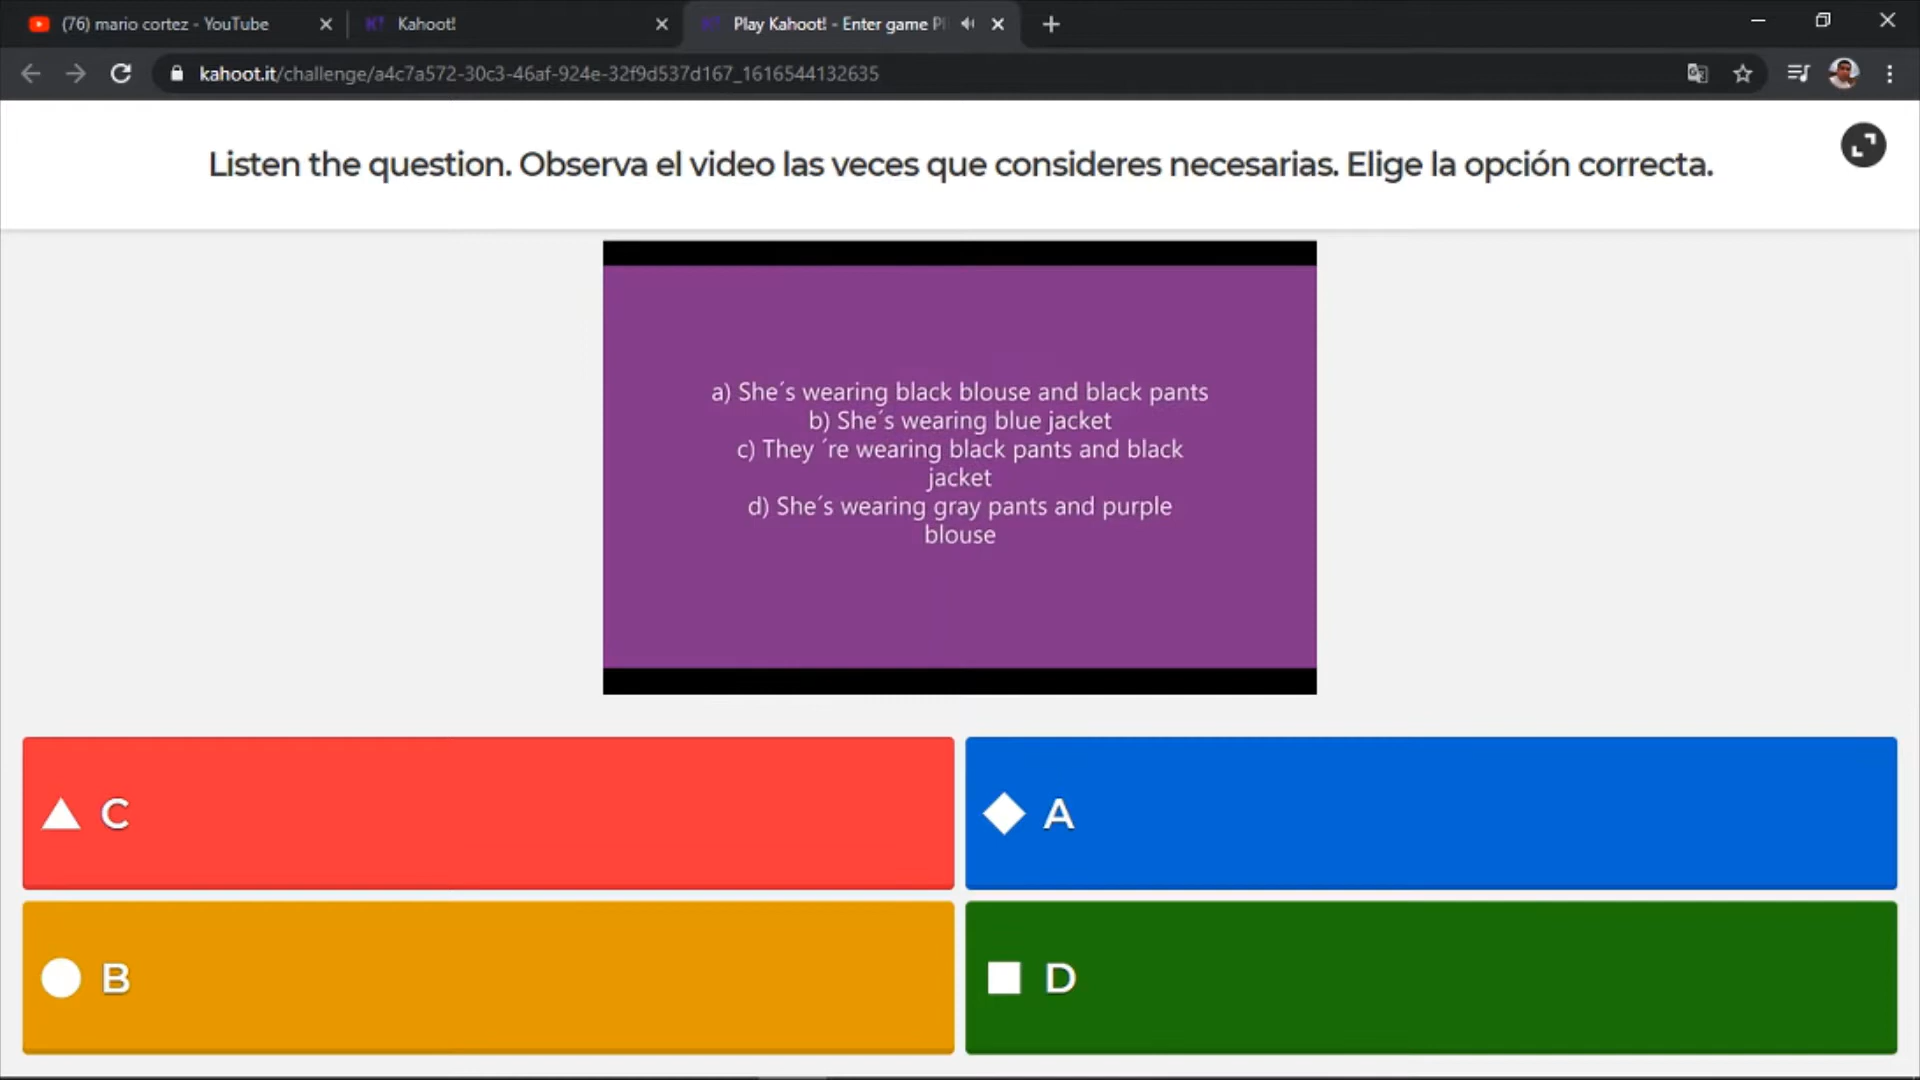 (76) mario cortez - YouTube
Kahoot!
Play Kahoot! - Enter game P
kahoot.it/challenge/a4c7a572-30c3-46af-924e-32f9d537d167_1616544132635
Listen the question. Observa el video las veces que consideres necesarias. Elige la opción correcta.
a) She´s wearing black blouse and black pants
b) She´s wearing blue jacket
c) They ´re wearing black pants and black
jacket
d) She´s wearing gray pants and purple
blouse
C
A
B
D